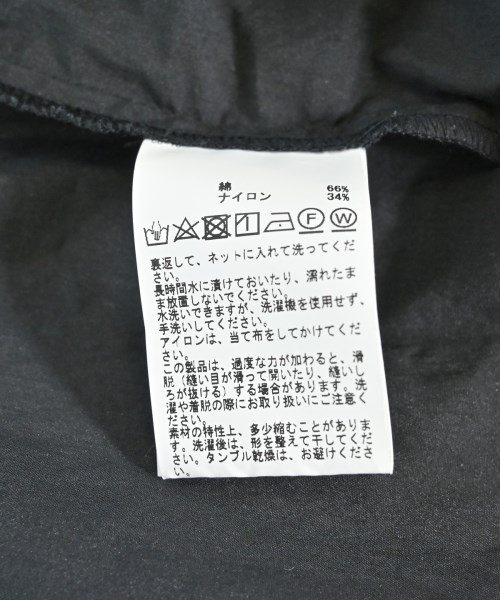 綿 66%
ナイロン 34%
F W
裏返して、ネットに入れて洗ってくだ
さい。
長時間水に漬けておいたり、濡れたま
ま放置しないでください。
水洗いできますが、洗濯機を使用せず、
手洗いしてください。
アイロンは、当て布をしてかけてくだ
さい。
この製品は、過度な力が加わると、滑
脱（縫い目が滑って開いたり、縫いし
ろが抜ける）する場合があります。洗
濯や着脱の際にお取り扱いにご注意く
ださい。
素材の特性上、多少縮むことがありま
す。洗濯後は、形を整えて干してくだ
さい。タンブル乾燥は、お避けくださ
い。